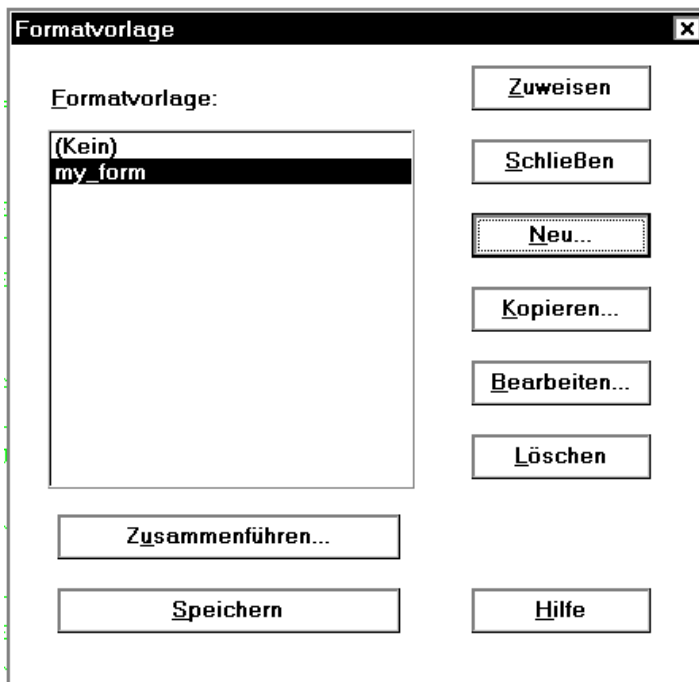 Formatvorlage
Formatvorlage:
(Kein)
my_form
Zuweisen
Schließen
Neu...
Kopieren...
Bearbeiten...
Löschen
Zusammenführen...
Speichern
Hilfe